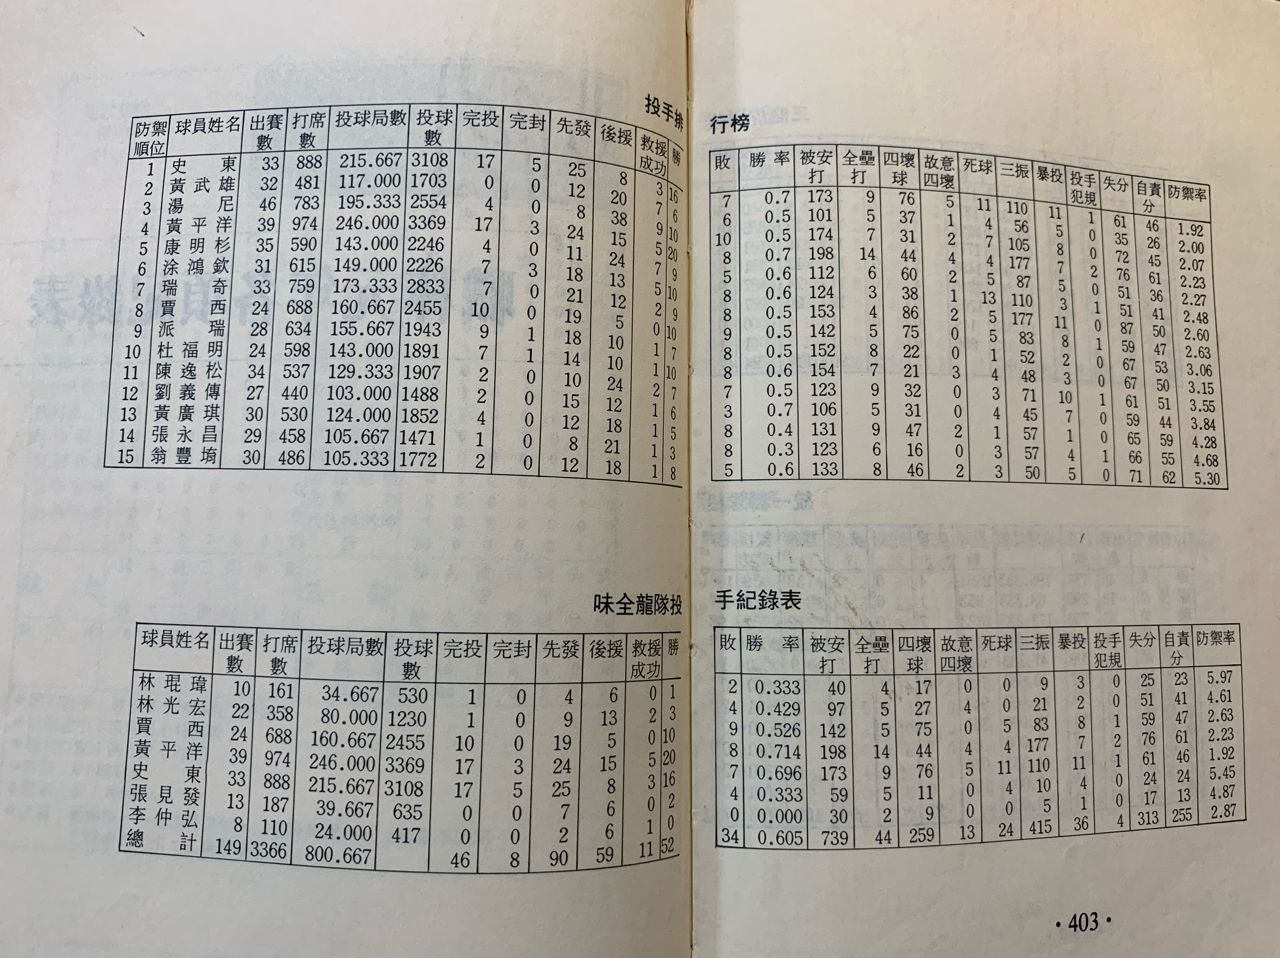 投手排行榜
防禦順位 球員姓名 出賽數 打席數 投球局數 投球數 完投 完封 先發 後援 救援成功 勝 敗 勝率 被安打 全壘打 四壞球 故意四壞 死球 三振 暴投 投手犯規 失分 自責分 防禦率
1 史東 33 888 215.667 3108 17 5 25 8 3 16 7 0.7 173 9 76 5 11 110 11 1 61 46 1.92
2 黃武雄 32 481 117.000 1703 0 0 12 20 7 6 6 0.5 101 5 37 1 4 56 5 0 35 26 2.00
3 湯尼 46 783 195.333 2554 4 0 8 38 9 10 10 0.5 174 7 31 2 7 105 8 0 72 45 2.07
4 黃平洋 39 974 246.000 3369 17 3 24 15 5 20 8 0.7 198 14 44 4 4 177 7 2 76 61 2.23
5 康明杉 35 590 143.000 2246 4 0 11 24 7 9 5 0.6 112 6 60 2 5 87 5 0 51 36 2.27
6 涂鴻欽 31 615 149.000 2226 7 3 18 13 5 10 8 0.6 124 3 38 1 13 110 3 1 51 41 2.48
7 瑞奇 33 759 173.333 2833 7 0 21 12 2 9 8 0.5 153 4 86 2 5 177 11 0 87 50 2.60
8 賈西 24 688 160.667 2455 10 0 19 5 0 10 9 0.5 142 5 75 0 5 83 8 1 59 47 2.63
9 派瑞 28 634 155.667 1943 9 1 18 10 1 7 8 0.5 152 8 22 0 1 52 2 0 67 53 3.06
10 杜福明 24 598 143.000 1891 7 1 14 10 1 10 8 0.6 154 7 21 3 4 48 3 0 67 50 3.15
11 陳逸松 34 537 129.333 1907 2 0 10 24 2 7 7 0.5 123 9 32 0 3 71 10 1 61 51 3.55
12 劉義傳 27 440 103.000 1488 2 0 15 12 1 6 3 0.7 106 5 31 0 4 45 7 0 59 44 3.84
13 黃廣琪 30 530 124.000 1852 4 0 12 18 1 5 8 0.4 131 9 47 2 1 57 1 0 65 59 4.28
14 張永昌 29 458 105.667 1471 1 0 8 21 1 3 8 0.3 123 6 16 0 3 57 4 1 66 55 4.68
15 翁豐堉 30 486 105.333 1772 2 0 12 18 1 8 5 0.6 133 8 46 2 3 50 5 0 71 62 5.30
味全龍隊投手紀錄表
球員姓名 出賽數 打席數 投球局數 投球數 完投 完封 先發 後援 救援成功 勝 敗 勝率 被安打 全壘打 四壞球 故意四壞 死球 三振 暴投 投手犯規 失分 自責分 防禦率
林琨瑋 10 161 34.667 530 1 0 4 6 0 1 2 0.333 40 4 17 0 0 9 3 0 25 23 5.97
林光宏 22 358 80.000 1230 1 0 9 13 2 3 4 0.429 97 5 27 4 0 21 2 0 51 41 4.61
賈西 24 688 160.667 2455 10 0 19 5 0 10 9 0.526 142 5 75 0 5 83 8 1 59 47 2.63
黃平洋 39 974 246.000 3369 17 3 24 15 5 20 8 0.714 198 14 44 4 4 177 7 2 76 61 2.23
史東 33 888 215.667 3108 17 5 25 8 3 16 7 0.696 173 9 76 5 11 110 11 1 61 46 1.92
張見發 13 187 39.667 635 0 0 7 6 0 2 4 0.333 59 5 11 0 4 10 4 0 24 24 5.45
李仲弘 8 110 24.000 417 0 0 2 6 1 0 0 0.000 30 2 9 0 0 5 1 0 17 13 4.87
總計 149 3366 800.667 46 8 90 59 11 52 34 0.605 739 44 259 13 24 415 36 4 313 255 2.87
·403·